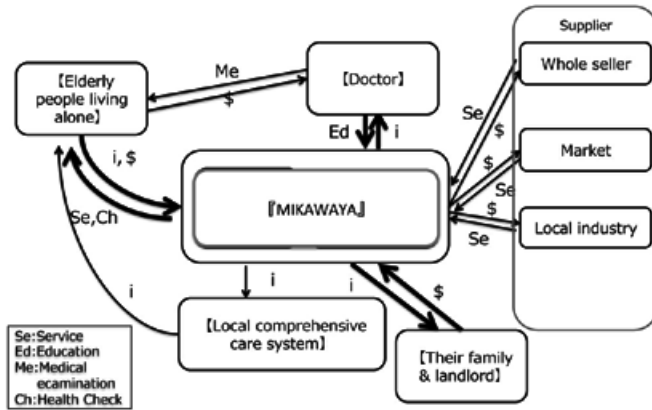 Supplier
Whole seller
Market
Local industry
【Elderly
people living
alone】
Me
$
【Doctor】
Ed
i
i, $
Se,Ch
『MIKAWAYA』
Se
$
$
Se
$
Se
i
i
i
$
【Local comprehensive
care system】
【Their family
& landlord】
Se:Service
Ed:Education
Me:Medical
ecamination
Ch:Health Check